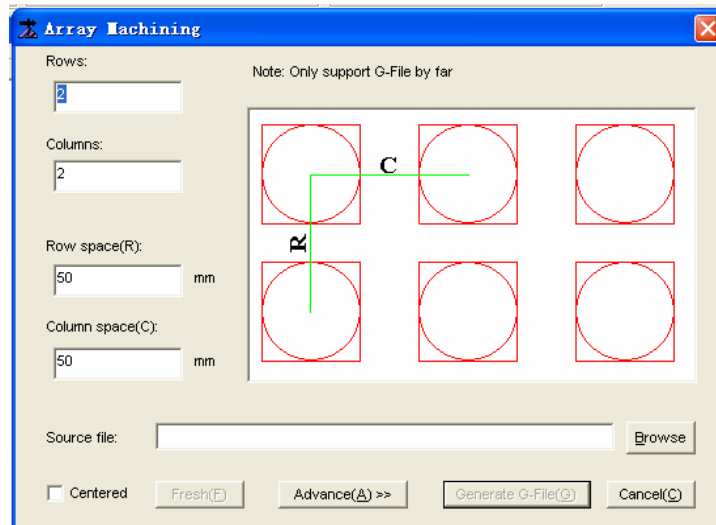 Array Machining
Rows:
Note: Only support G-File by far
2
Columns:
2
C
Row space(R):
R
50 mm
Column space(C):
50 mm
Source file: Browse
Centered Fresh(F) Advance(A) >> Generate G-File(G) Cancel(C)